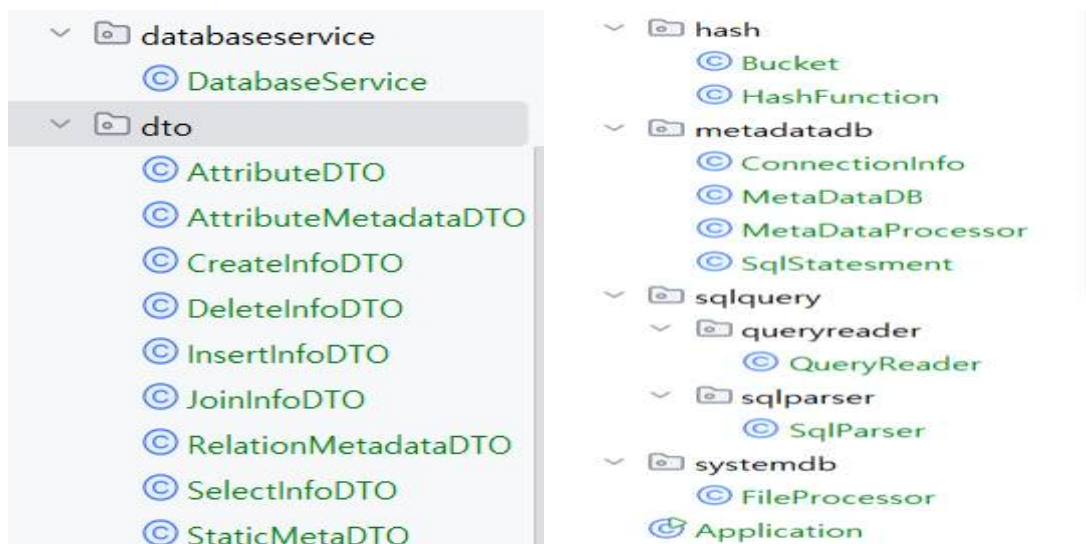 databaseservice
DatabaseService
dto
AttributeDTO
AttributeMetadataDTO
CreateInfoDTO
DeleteInfoDTO
InsertInfoDTO
JoinInfoDTO
RelationMetadataDTO
SelectInfoDTO
StaticMetaDTO
hash
Bucket
HashFunction
metadatadb
ConnectionInfo
MetaDataDB
MetaDataProcessor
SqlStatesment
sqlquery
queryreader
QueryReader
sqlparser
SqlParser
systemdb
FileProcessor
Application